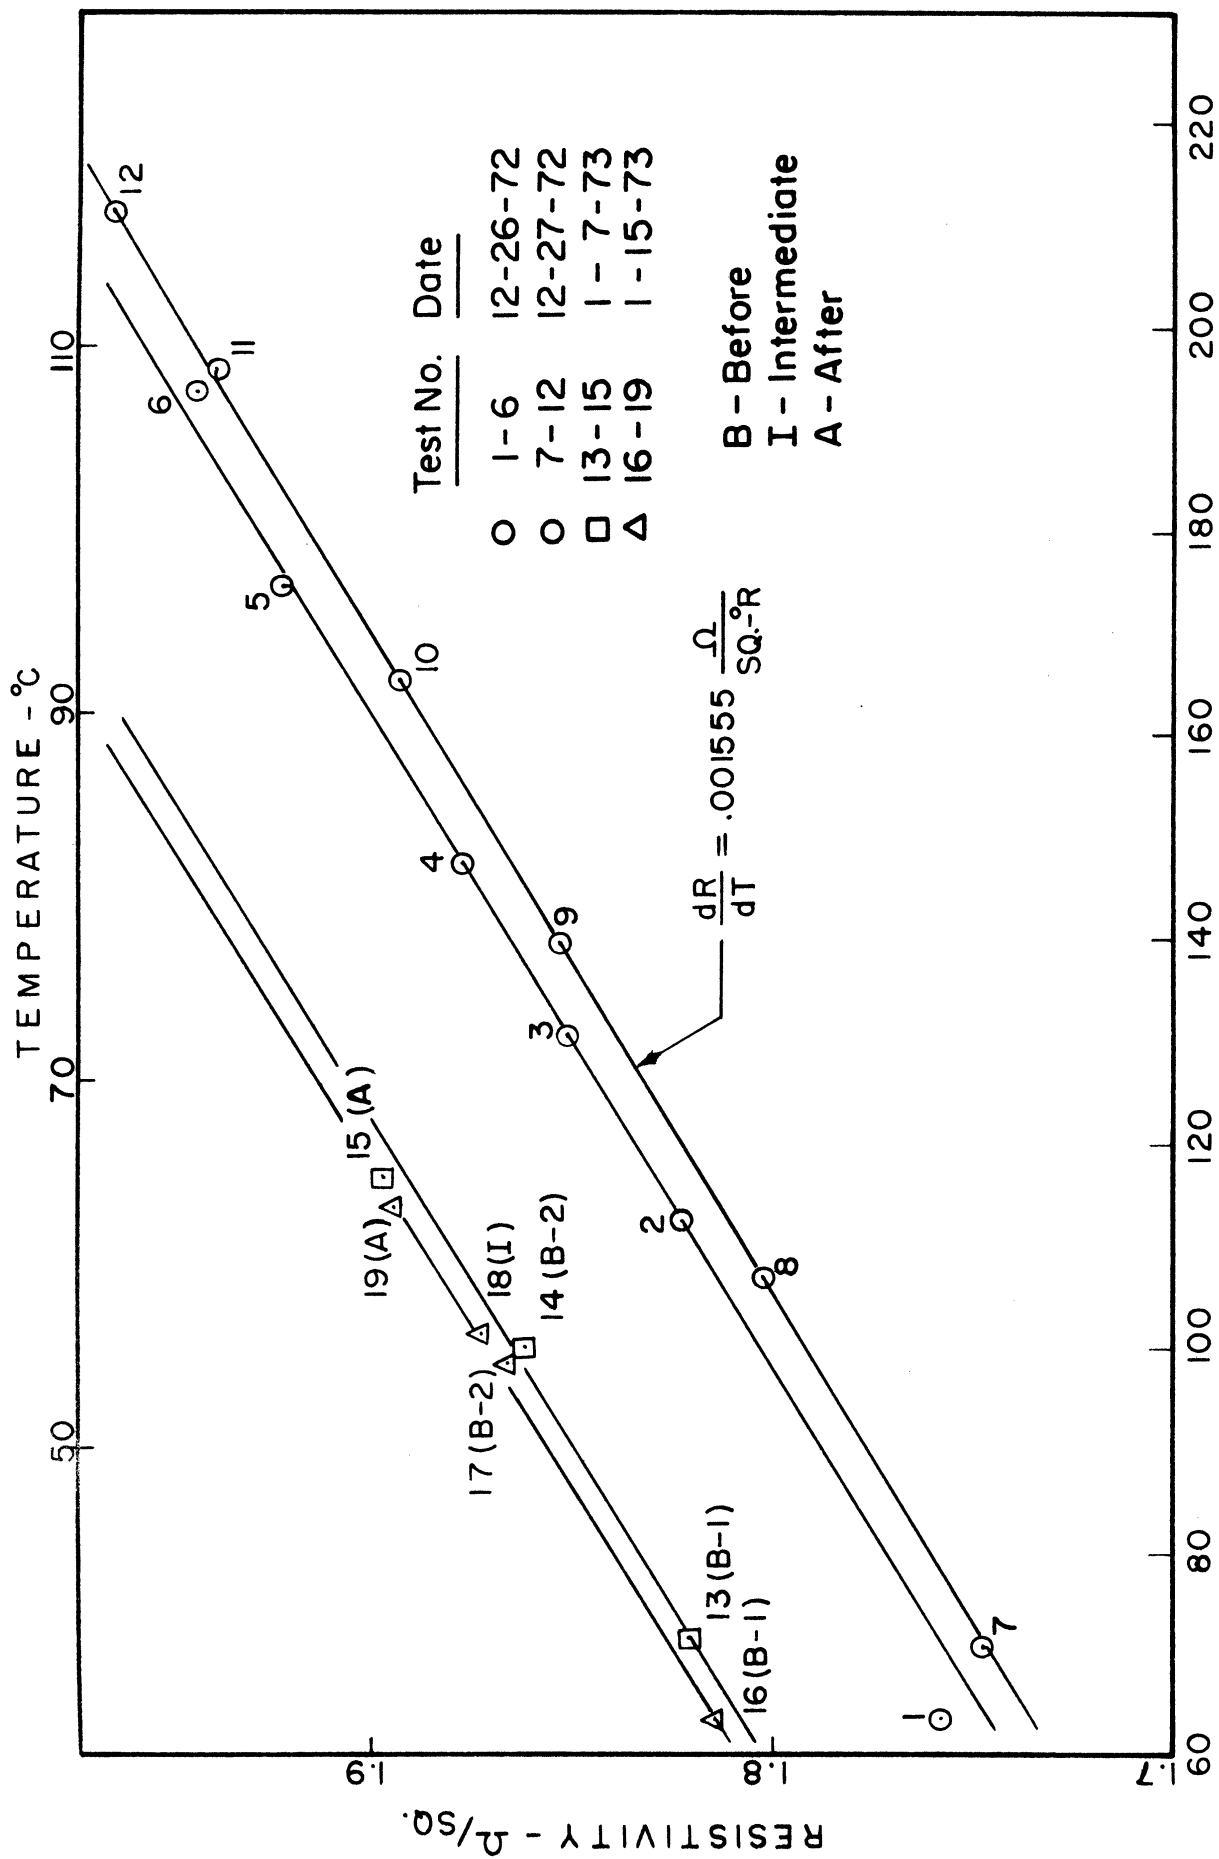 TEMPERATURE - °C
50
70
90
110
RESISTIVITY - Ω/SQ.
1.9
1.8
1.7
60
80
100
120
140
160
180
200
220
1
2
3
4
5
6
7
8
9
10
11
12
13 (B-1)
16 (B-1)
17 (B-2)
14 (B-2)
18 (I)
19 (A)
15 (A)
dR/dT = .001555 Ω/SQ.-°R
Test No. Date
○ 1-6 12-26-72
○ 7-12 12-27-72
□ 13-15 1-7-73
△ 16-19 1-15-73
B - Before
I - Intermediate
A - After